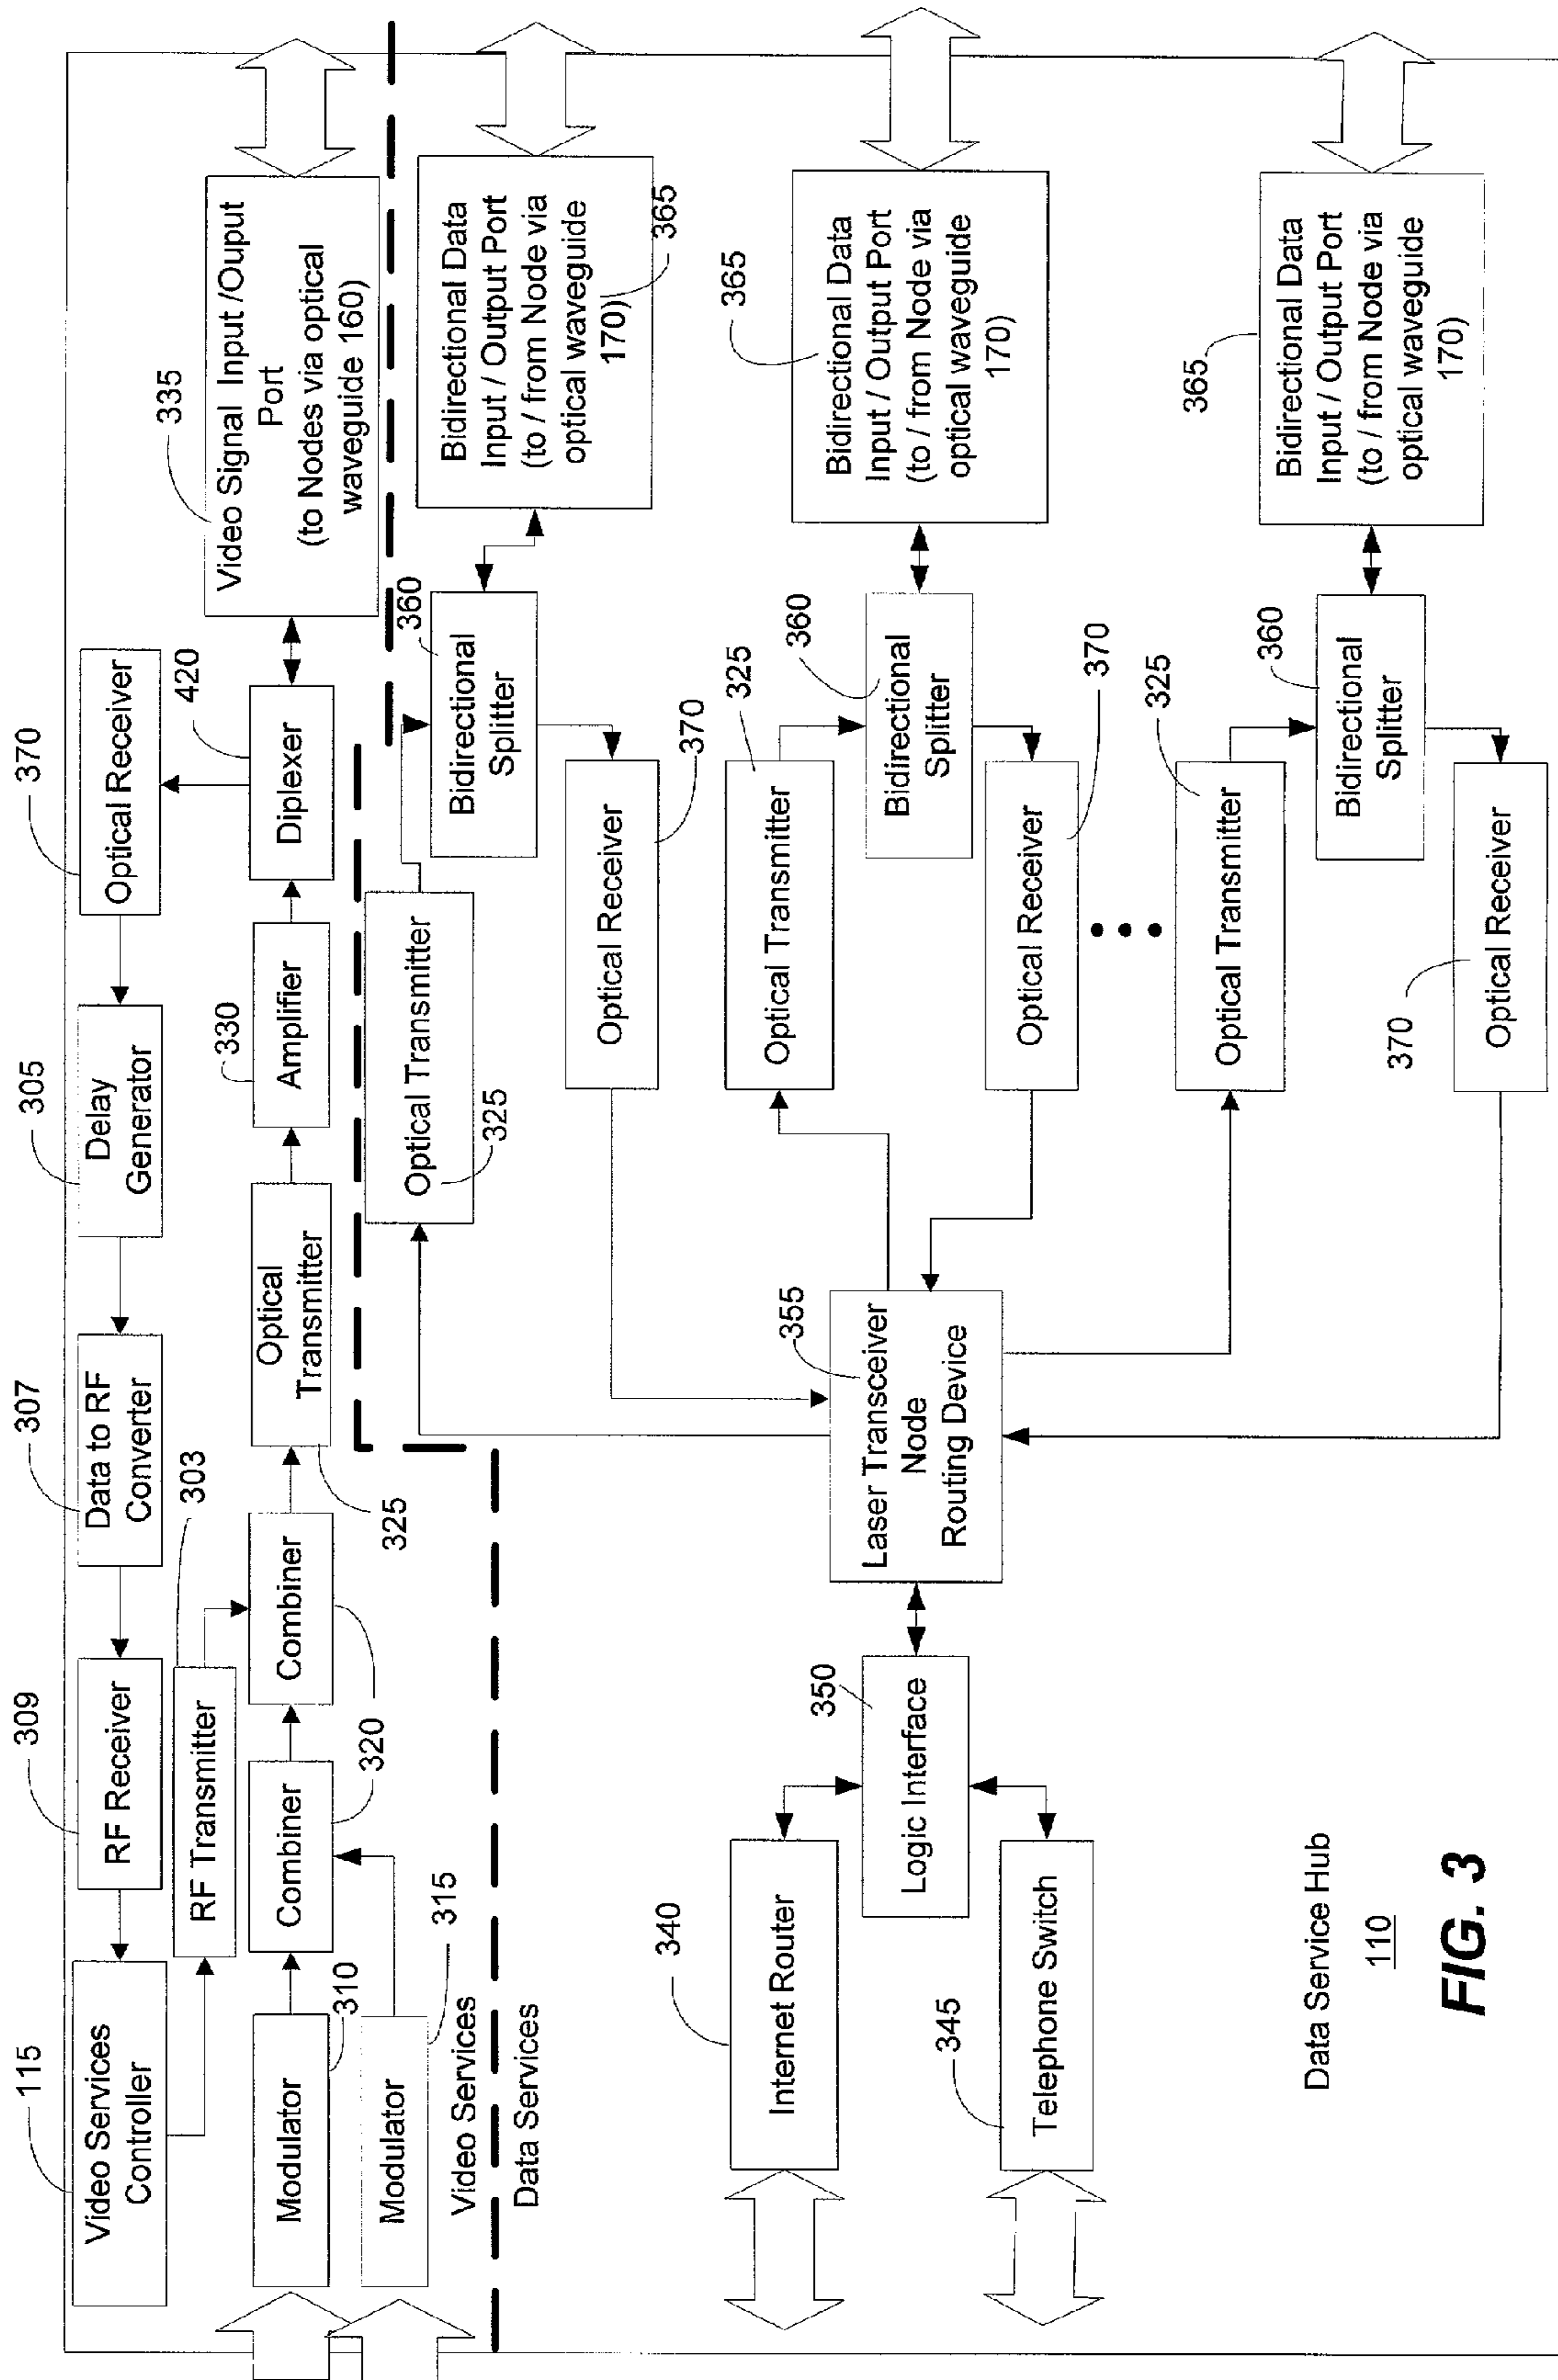 115
Video Services
Controller
309
RF Receiver
307
Data to RF
Converter
305
Delay
Generator
370
Optical Receiver
RF Transmitter
303
Modulator
310
Combiner
320
Combiner
Optical
Transmitter
325
330
Amplifier
420
Diplexer
335
Video Signal Input /Ouput
Port
(to Nodes via optical
waveguide 160)
Modulator
315
Video Services
Data Services
Optical Transmitter
325
360
Bidirectional
Splitter
Bidirectional Data
Input / Output Port
(to / from Node via
optical waveguide
170)
365
Optical Receiver
370
340
Internet Router
345
Telephone Switch
350
Logic Interface
355
Laser Transceiver
Node
Routing Device
325
Optical Transmitter
360
Bidirectional
Splitter
365
Bidirectional Data
Input / Output Port
(to / from Node via
optical waveguide
170)
Optical Receiver
370
325
Optical Transmitter
360
Bidirectional
Splitter
365
Bidirectional Data
Input / Output Port
(to / from Node via
optical waveguide
170)
370
Optical Receiver
Data Service Hub
110
FIG. 3